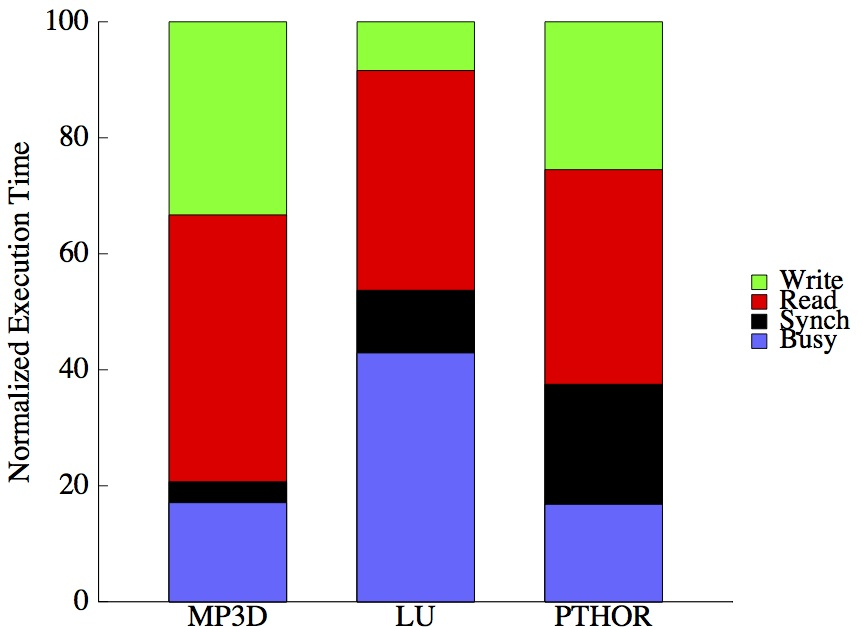 Normalized Execution Time
100
80
60
40
20
0
MP3D LU PTHOR
Write
Read
Synch
Busy